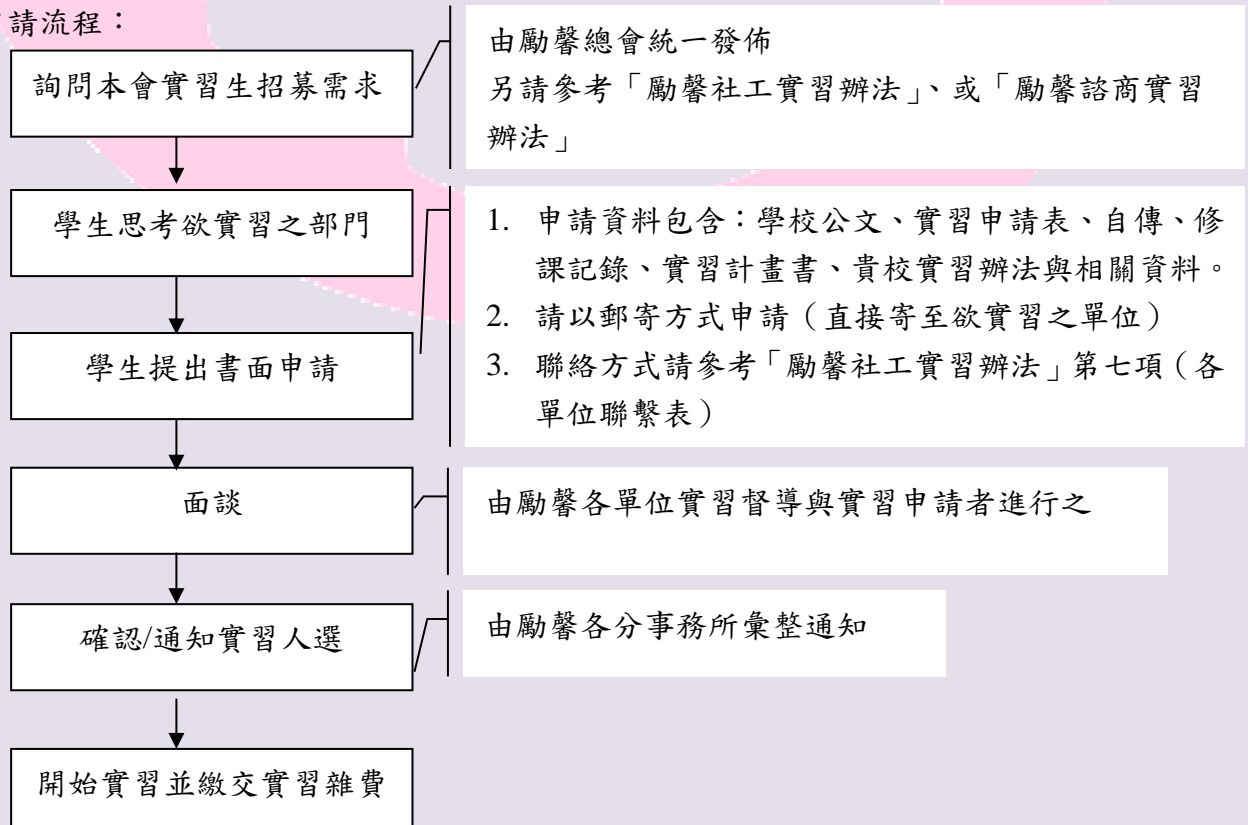 請流程：
詢問本會實習生招募需求
由勵馨總會統一發佈
另請參考「勵馨社工實習辦法」、或「勵馨諮商實習
辦法」
學生思考欲實習之部門
學生提出書面申請
1. 申請資料包含：學校公文、實習申請表、自傳、修
課記錄、實習計畫書、貴校實習辦法與相關資料。
2. 請以郵寄方式申請（直接寄至欲實習之單位）
3. 聯絡方式請參考「勵馨社工實習辦法」第七項（各
單位聯繫表）
面談
由勵馨各單位實習督導與實習申請者進行之
確認/通知實習人選
由勵馨各分事務所彙整通知
開始實習並繳交實習雜費